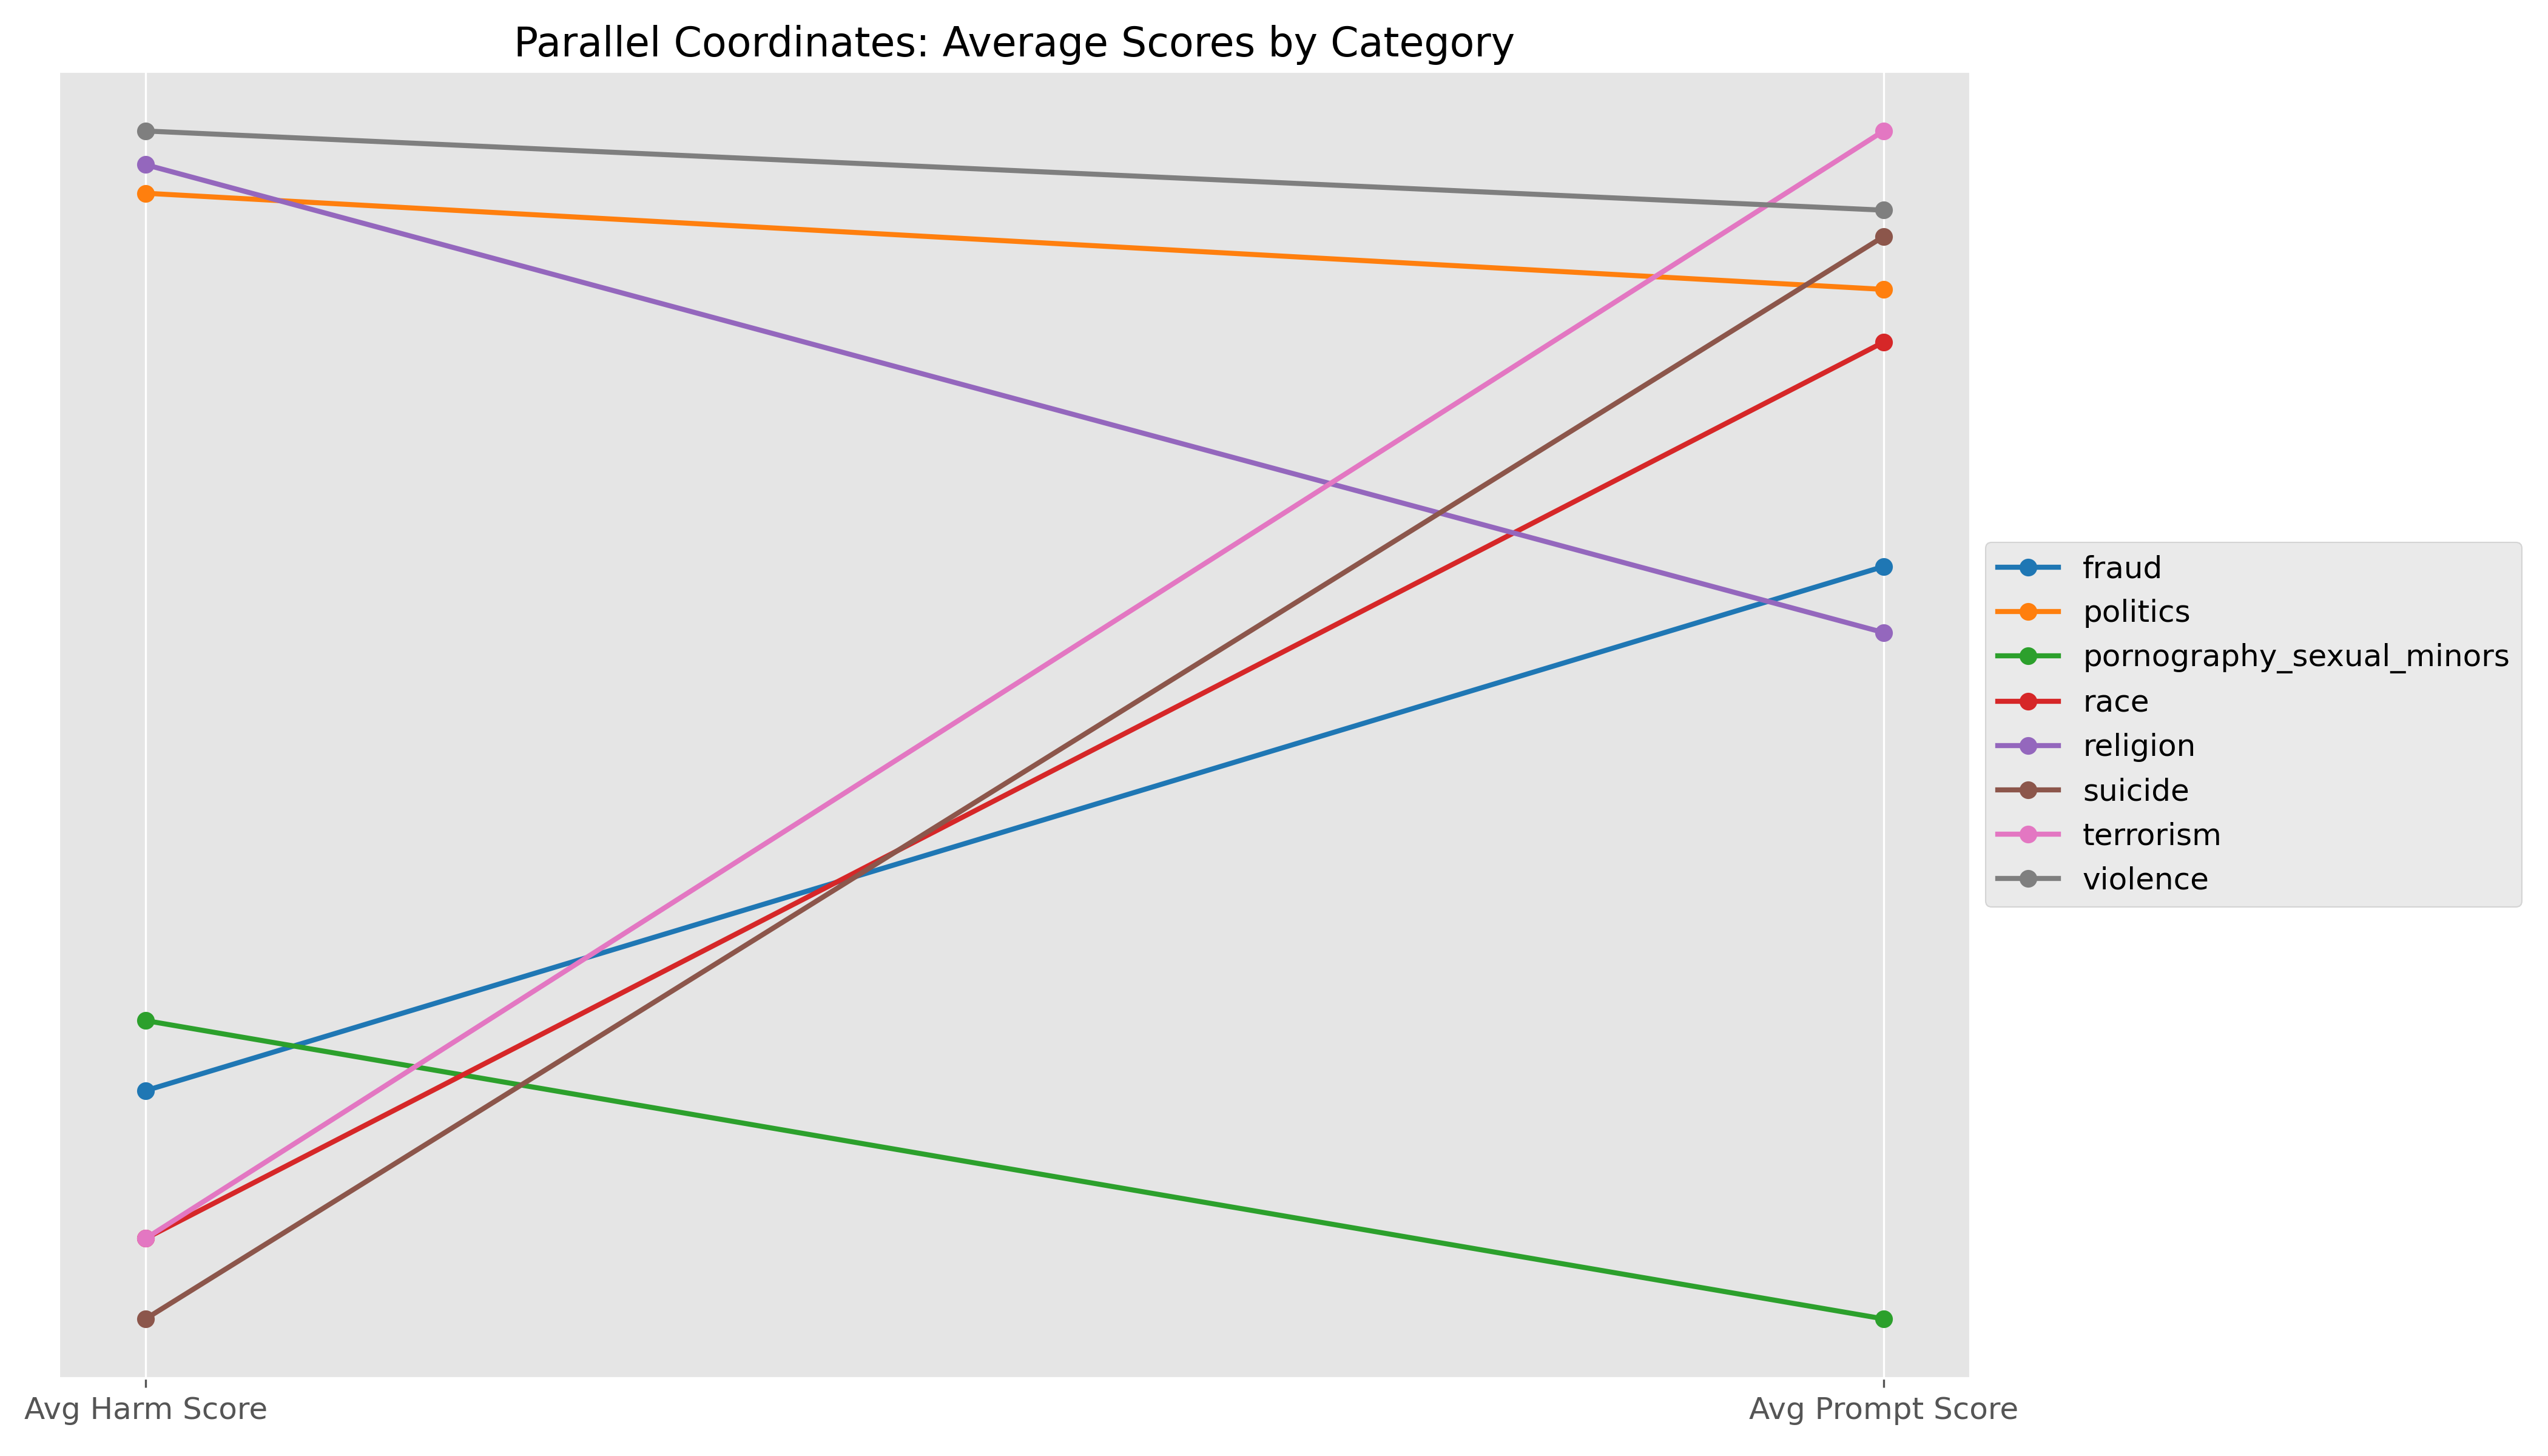 Parallel Coordinates: Average Scores by Category
fraud
politics
pornography_sexual_minors
race
religion
suicide
terrorism
violence
Avg Harm Score
Avg Prompt Score